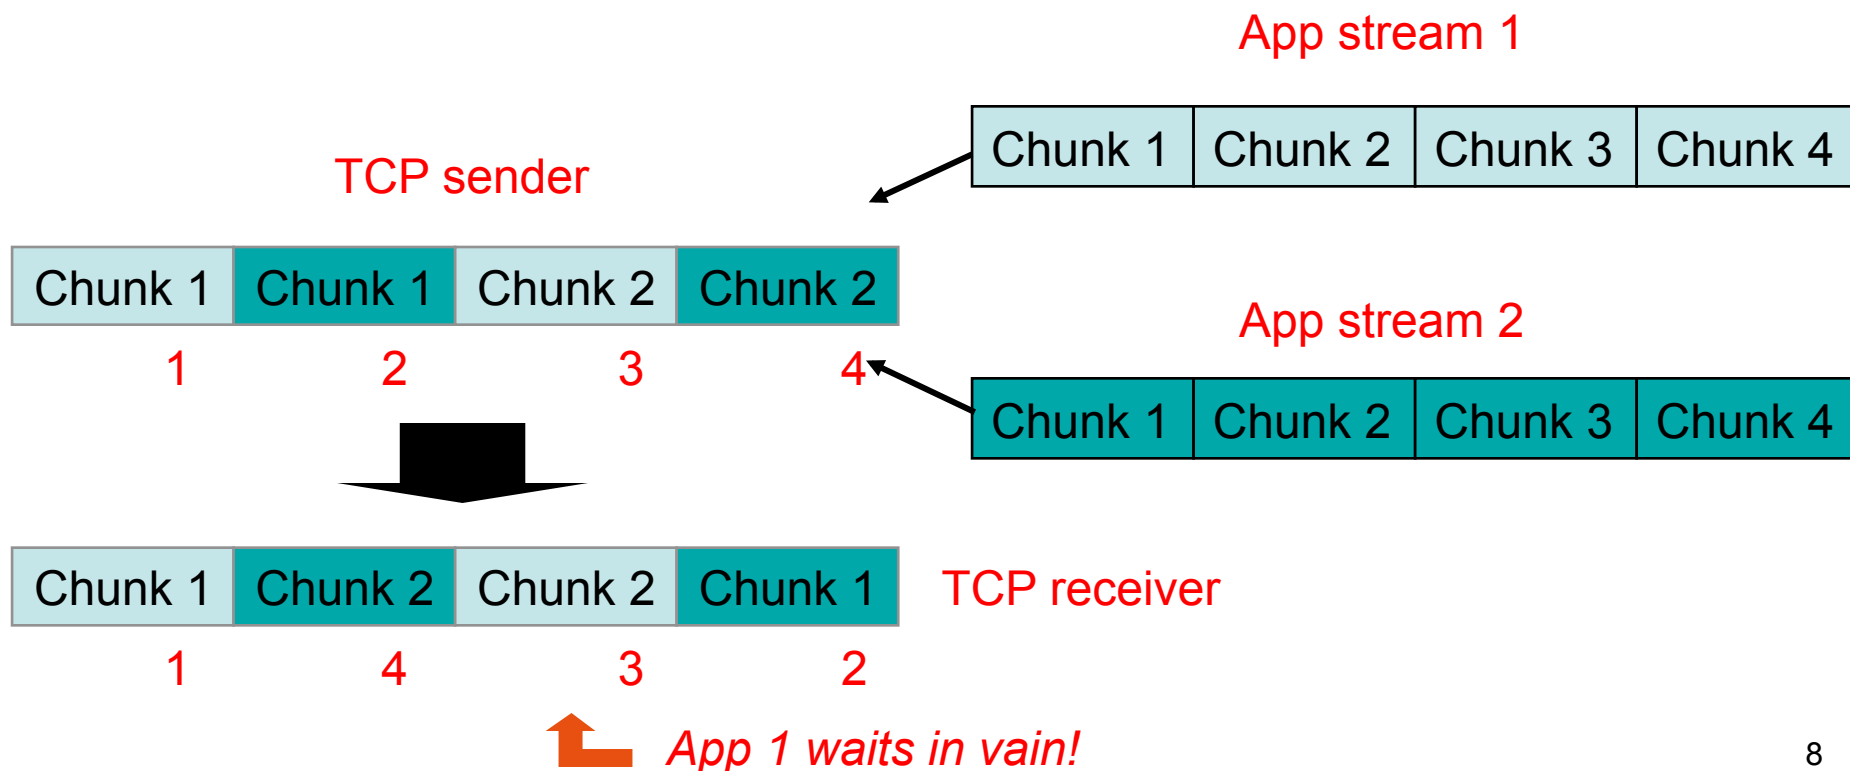 App stream 1
Chunk 1 Chunk 2 Chunk 3 Chunk 4
TCP sender
Chunk 1 Chunk 1 Chunk 2 Chunk 2
1 2 3 4
App stream 2
Chunk 1 Chunk 2 Chunk 3 Chunk 4
Chunk 1 Chunk 2 Chunk 2 Chunk 1
TCP receiver
1 4 3 2
App 1 waits in vain!
8